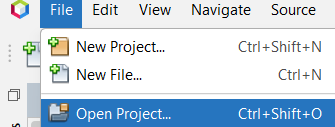 File Edit View Navigate Source
New Project... Ctrl+Shift+N
New File... Ctrl+N
Open Project... Ctrl+Shift+O